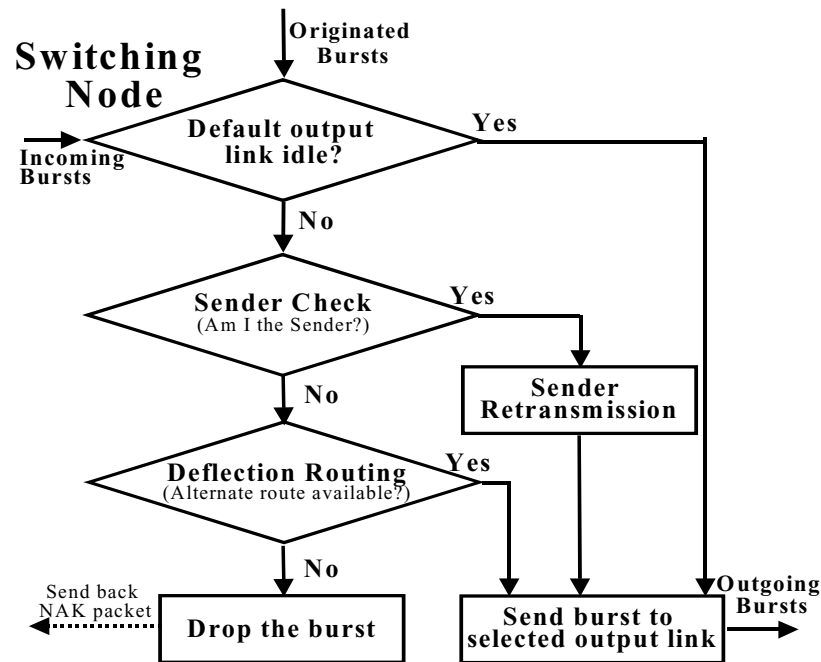 Originated
Bursts
Switching
Node
Default output
link idle?
Yes
Incoming
Bursts
No
Sender Check
(Am I the Sender?)
Yes
Sender
Retransmission
No
Deflection Routing
(Alternate route available?)
Yes
No
Send back
NAK packet
Drop the burst
Send burst to
selected output link
Outgoing
Bursts